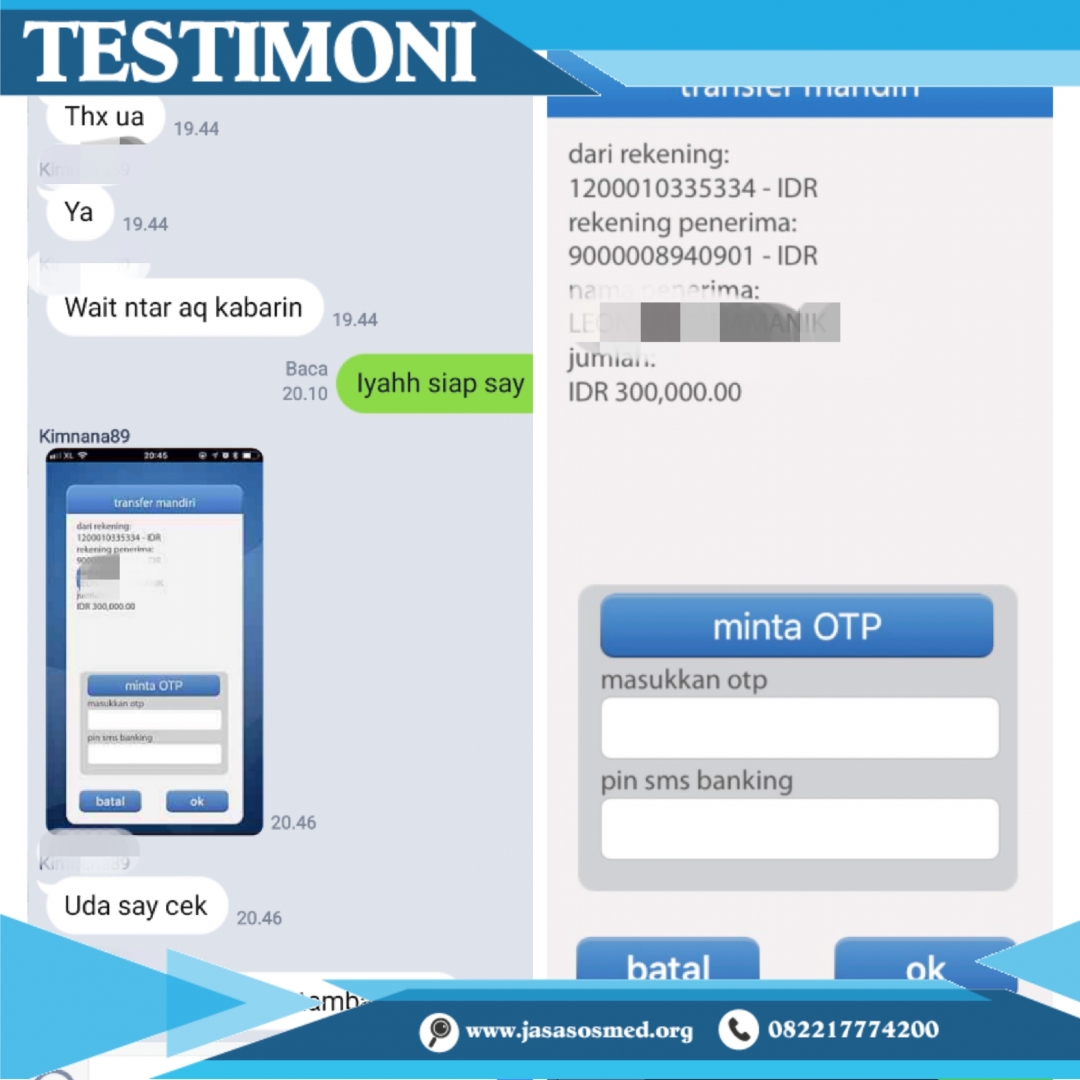 TESTIMONI
Thx ua
19.44
Ya
19.44
Wait ntar aq kabarin
19.44
Baca
20.10
Iyahh siap say
Kimnana89
XL
20:45
transfer mandiri
dari rekening:
1200010335334 - IDR
rekening penerima:
IDR 300,000.00
minta OTP
masukkan otp
pin sms banking
batal
ok
20.46
Uda say cek
20.46
transfer mandiri
dari rekening:
1200010335334 - IDR
rekening penerima:
9000008940901 - IDR
nama penerima:
jumlah:
IDR 300,000.00
minta OTP
masukkan otp
pin sms banking
batal
ok
www.jasasosmed.org
082217774200